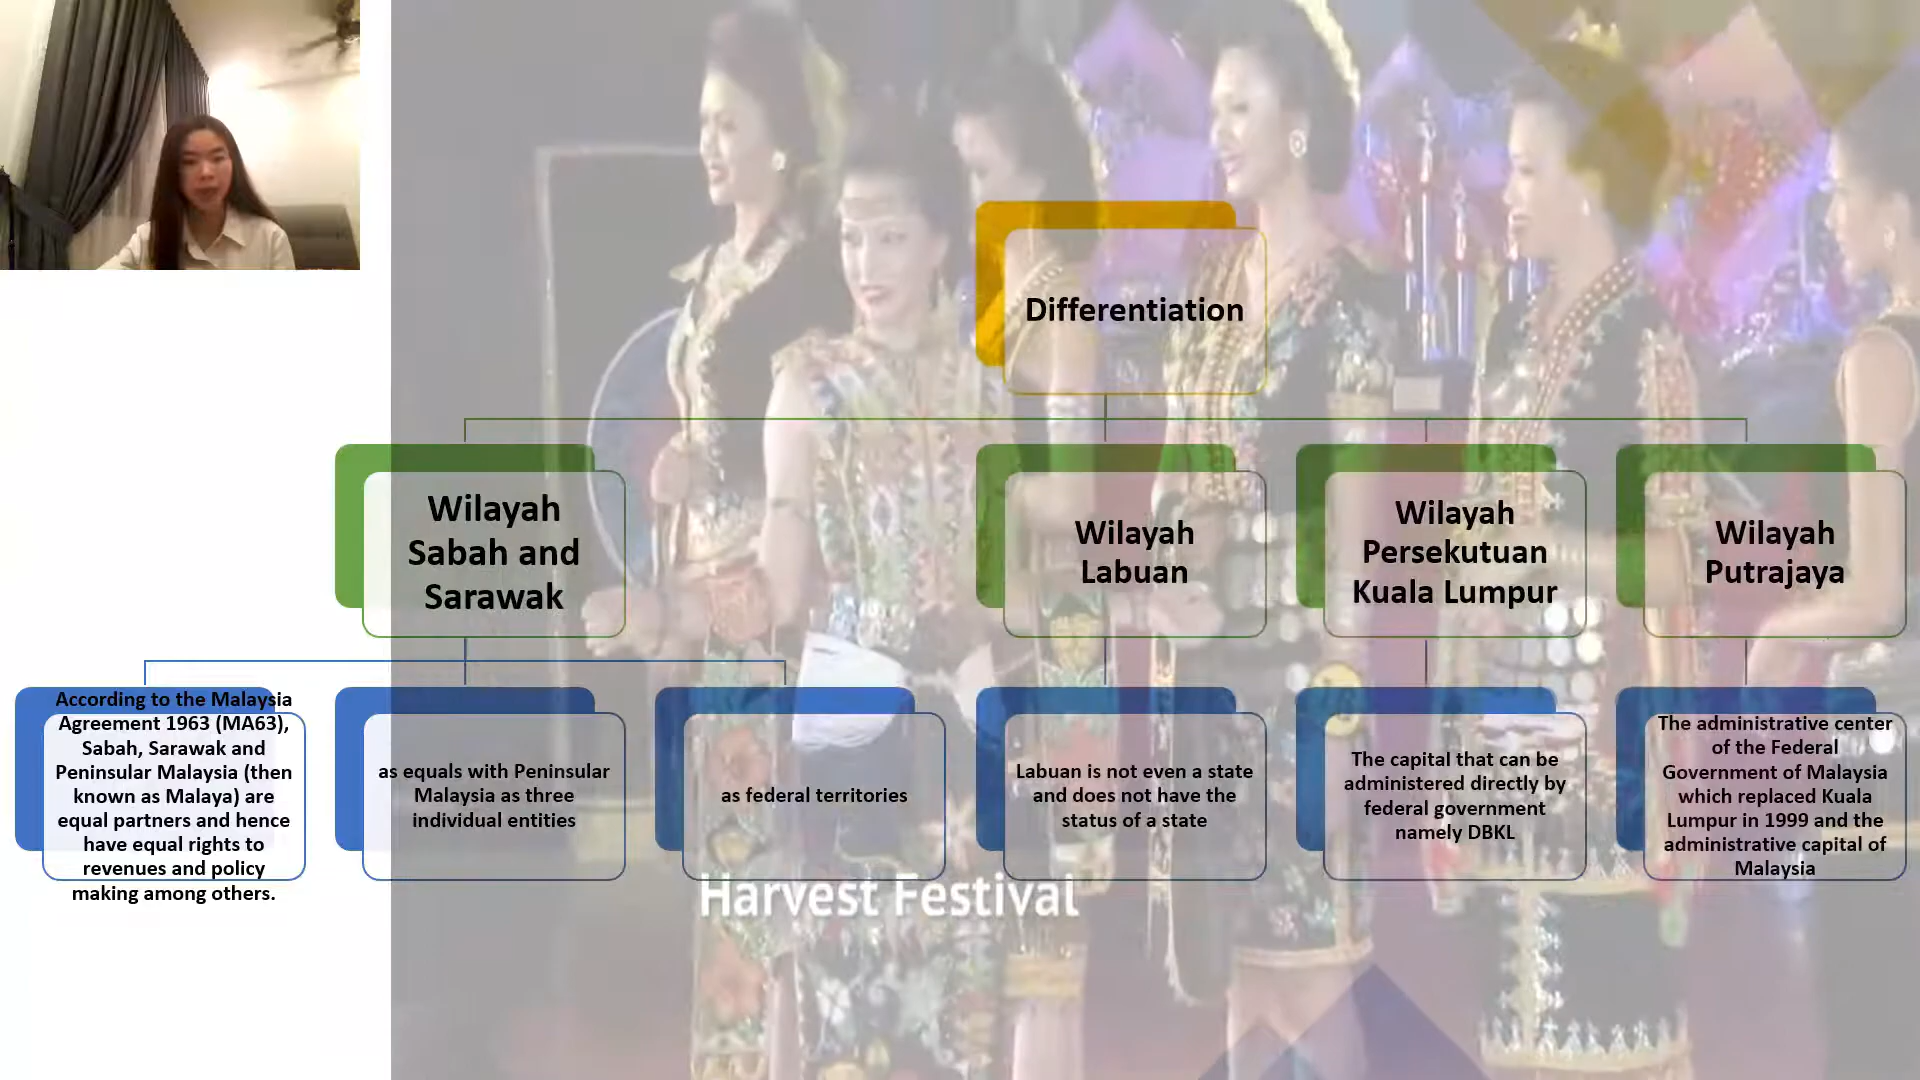 Differentiation
Wilayah
Sabah and
Sarawak
Wilayah
Labuan
Wilayah
Persekutuan
Kuala Lumpur
Wilayah
Putrajaya
According to the Malaysia
Agreement 1963 (MA63),
Sabah, Sarawak and
Peninsular Malaysia (then
known as Malaya) are
equal partners and hence
have equal rights to
revenues and policy
making among others.
as equals with Peninsular
Malaysia as three
individual entities
as federal territories
Labuan is not even a state
and does not have the
status of a state
The capital that can be
administered directly by
federal government
namely DBKL
The administrative center
of the Federal
Government of Malaysia
which replaced Kuala
Lumpur in 1999 and the
administrative capital of
Malaysia
Harvest Festival